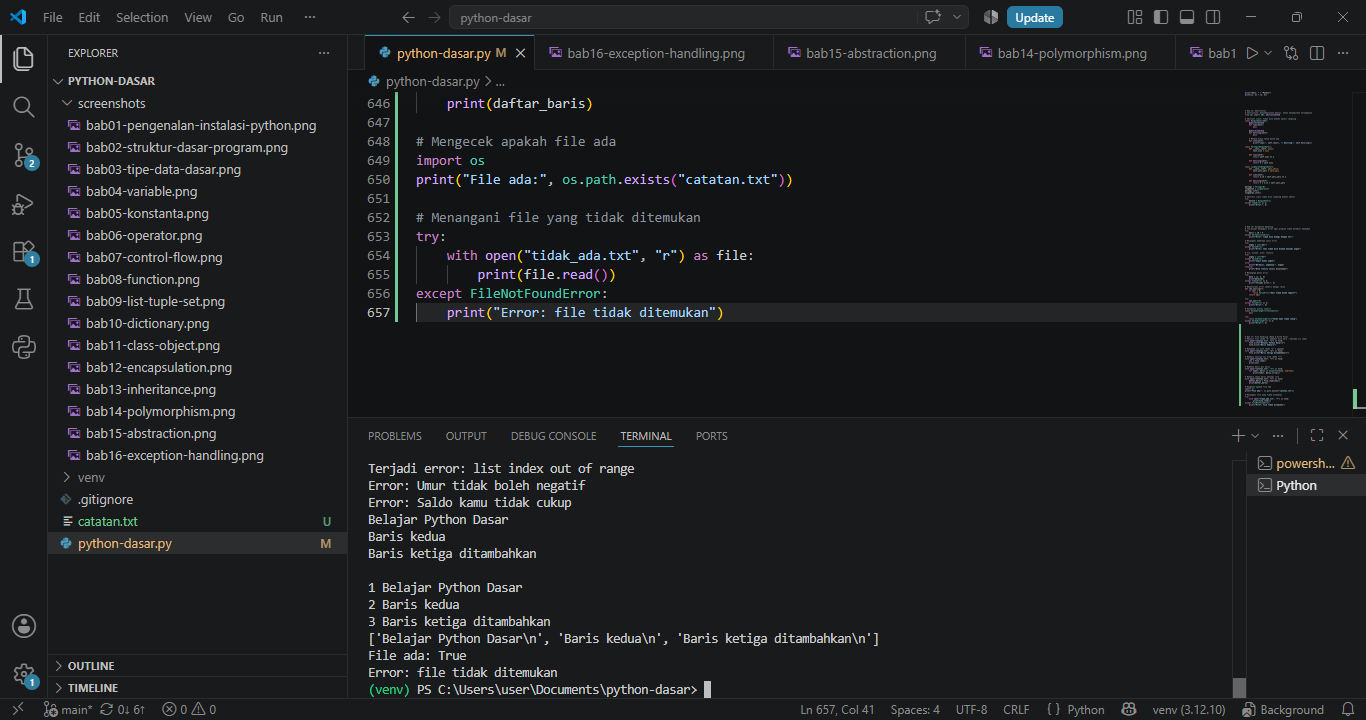 File Edit Selection View Go Run ··· python-dasar Update
EXPLORER ···
PYTHON-DASAR
screenshots
bab01-pengenalan-instalasi-python.png
bab02-struktur-dasar-program.png
bab03-tipe-data-dasar.png
bab04-variable.png
bab05-konstanta.png
bab06-operator.png
bab07-control-flow.png
bab08-function.png
bab09-list-tuple-set.png
bab10-dictionary.png
bab11-class-object.png
bab12-encapsulation.png
bab13-inheritance.png
bab14-polymorphism.png
bab15-abstraction.png
bab16-exception-handling.png
venv
.gitignore
catatan.txt U
python-dasar.py M
OUTLINE
TIMELINE
2
1
1
python-dasar.py M bab16-exception-handling.png bab15-abstraction.png bab14-polymorphism.png bab1
python-dasar.py > ...
646 print(daftar_baris)
647
648 # Mengecek apakah file ada
649 import os
650 print("File ada:", os.path.exists("catatan.txt"))
651
652 # Menangani file yang tidak ditemukan
653 try:
654 with open("tidak_ada.txt", "r") as file:
655 print(file.read())
656 except FileNotFoundError:
657 print("Error: file tidak ditemukan")
PROBLEMS OUTPUT DEBUG CONSOLE TERMINAL PORTS
Terjadi error: list index out of range
Error: Umur tidak boleh negatif
Error: Saldo kamu tidak cukup
Belajar Python Dasar
Baris kedua
Baris ketiga ditambahkan
1 Belajar Python Dasar
2 Baris kedua
3 Baris ketiga ditambahkan
['Belajar Python Dasar\n', 'Baris kedua\n', 'Baris ketiga ditambahkan\n']
File ada: True
Error: file tidak ditemukan
(venv) PS C:\Users\user\Documents\python-dasar>
powersh...
Python
main* 0↓ 6↑ 0 0 Ln 657, Col 41 Spaces: 4 UTF-8 CRLF { } Python venv (3.12.10) Background